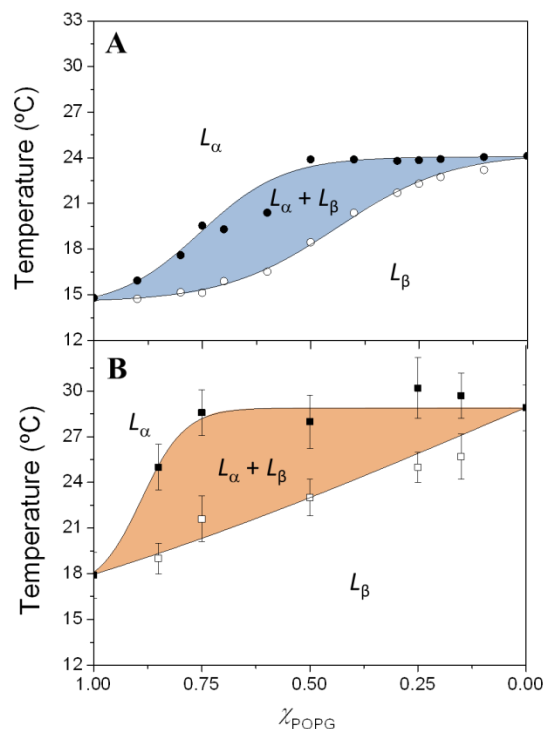 A
33
30
27
24
21
18
15
12
Temperature (ºC)
Lα
Lα + Lβ
Lβ
B
30
27
24
21
18
15
12
Temperature (ºC)
Lα
Lα + Lβ
Lβ
1.00 0.75 0.50 0.25 0.00
χPOPG